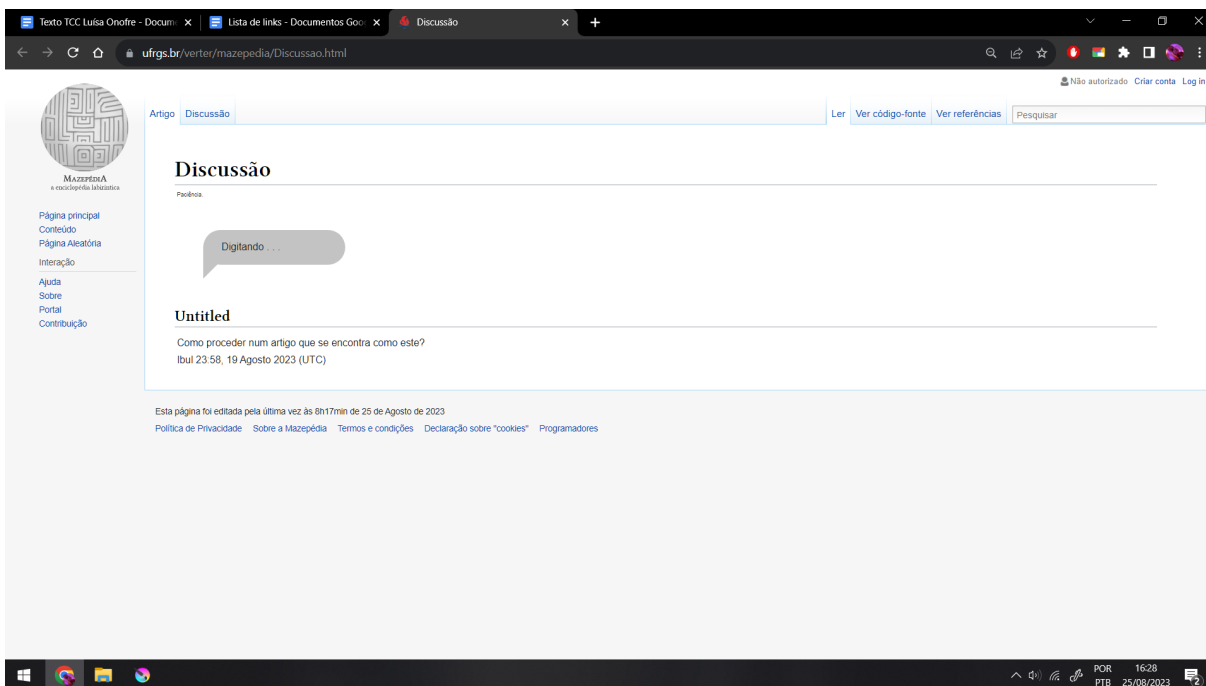 Texto TCC Luísa Onofre - Docume
Lista de links - Documentos Goo
Discussão
ufrgs.br/verter/mazepedia/Discussao.html
Não autorizado Criar conta Log in
Artigo Discussão
Ler Ver código-fonte Ver referências Pesquisar
MAZEPÉDIA
a enciclopédia labiríntica
Discussão
Paciência.
Página principal
Conteúdo
Página Aleatória
Interação
Ajuda
Sobre
Portal
Contribuição
Digitando . . .
Untitled
Como proceder num artigo que se encontra como este?
Ibul 23:58, 19 Agosto 2023 (UTC)
Esta página foi editada pela última vez às 8h17min de 25 de Agosto de 2023
Política de Privacidade Sobre a Mazepédia Termos e condições Declaração sobre "cookies" Programadores
POR 16:28
PTB 25/08/2023 2